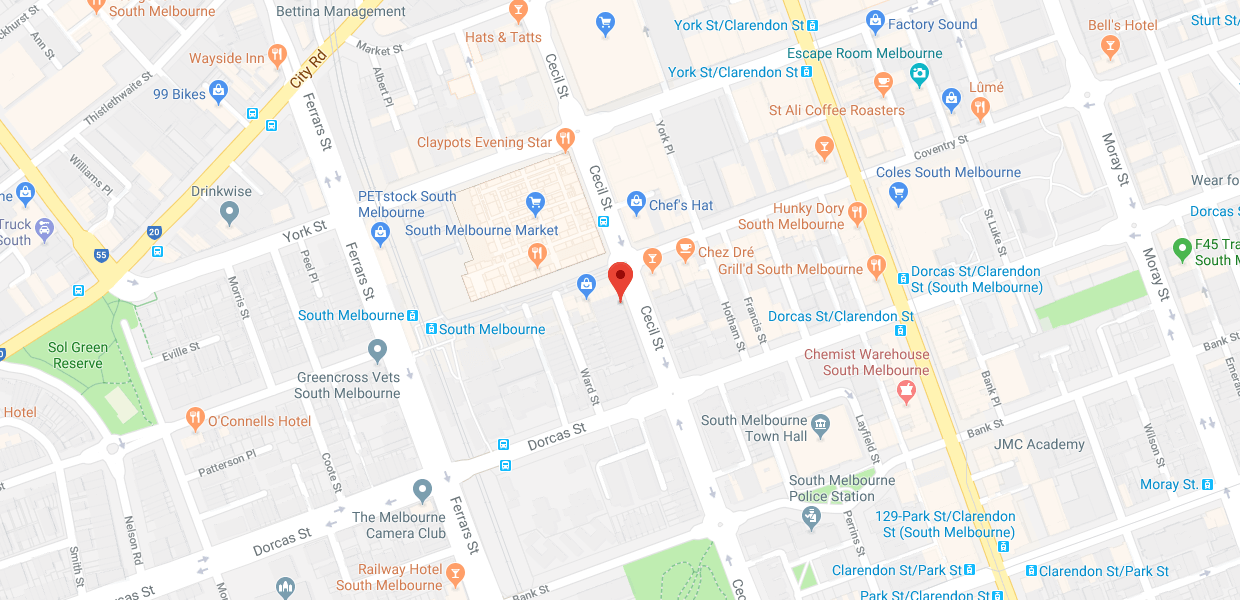 South Melbourne
Bettina Management
Hats & Tatts
York St/Clarendon St
Factory Sound
Bell's Hotel
Sturt St
Ann St
Market St
Wayside Inn
City Rd
Escape Room Melbourne
York St/Clarendon St
Lûmé
Cecil St
Albert Pl
99 Bikes
Thistlethwaite St
Ferrars St
St Ali Coffee Roasters
Claypots Evening Star
York Pl
Coventry St
Moray St
Williams Pl
Coles South Melbourne
Drinkwise
PETstock South
Melbourne
Cecil St
Chef's Hat
Wear fo
Hunky Dory
South Melbourne
Dorcas S
Truck
South
South Melbourne Market
York St
St Luke St
20
55
Chez Dré
Grill'd South Melbourne
F45 Tra
South M
Peel Pl
Ferrars St
Moray St
Dorcas St/Clarendon
St (South Melbourne)
Morris St
South Melbourne
South Melbourne
Cecil St
Hotham St
Francis St
Dorcas St/Clarendon St
Sol Green
Reserve
Eville St
Chemist Warehouse
South Melbourne
Bank St
Greencross Vets
South Melbourne
Ward St
Bank Pl
Emerald
Hotel
O'Connells Hotel
South Melbourne
Town Hall
Layfield St
Bank St
JMC Academy
Dorcas St
Wilson St
Patterson Pl
Coote St
South Melbourne
Police Station
Moray St.
The Melbourne
Camera Club
Ferrars St
129-Park St/Clarendon
St (South Melbourne)
Perrins St
Nelson Rd
Dorcas St
Smith St
Railway Hotel
South Melbourne
Clarendon St/Park St
Clarendon St/Park St
Dorcas St
Bank St
Cec
Park St/Clarendon St